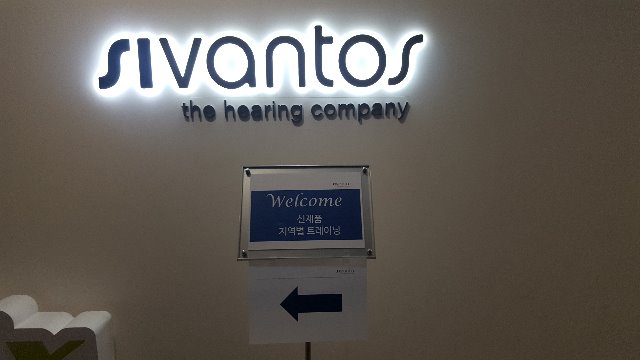 sivantos
the hearing company
Welcome
신제품
지역별 트레이닝